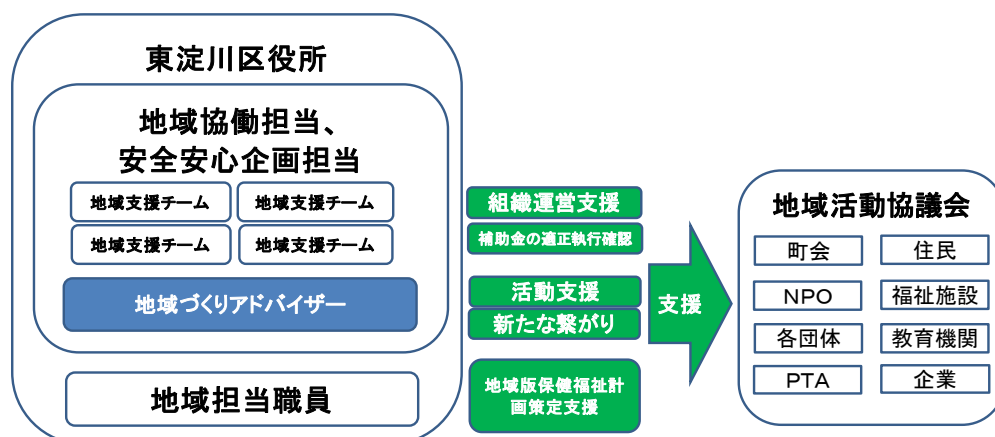 東淀川区役所
地域協働担当、
安全安心企画担当
地域支援チーム 地域支援チーム
地域支援チーム 地域支援チーム
地域づくりアドバイザー
地域担当職員
組織運営支援
補助金の適正執行確認
活動支援
新たな繋がり
地域版保健福祉計
画策定支援
支援
地域活動協議会
町会 住民
NPO 福祉施設
各団体 教育機関
PTA 企業